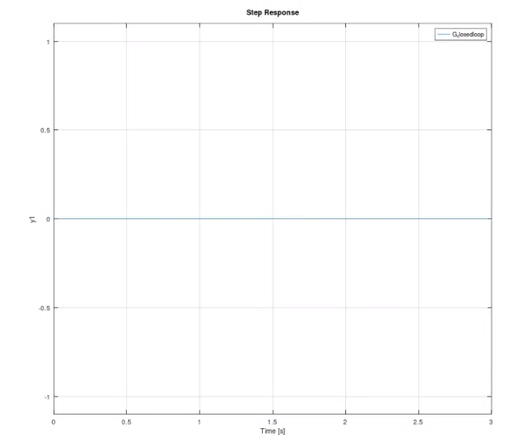 Step Response
G_closedloop
1
0.5
0
-0.5
-1
y1
0 0.5 1 1.5 2 2.5 3
Time [s]